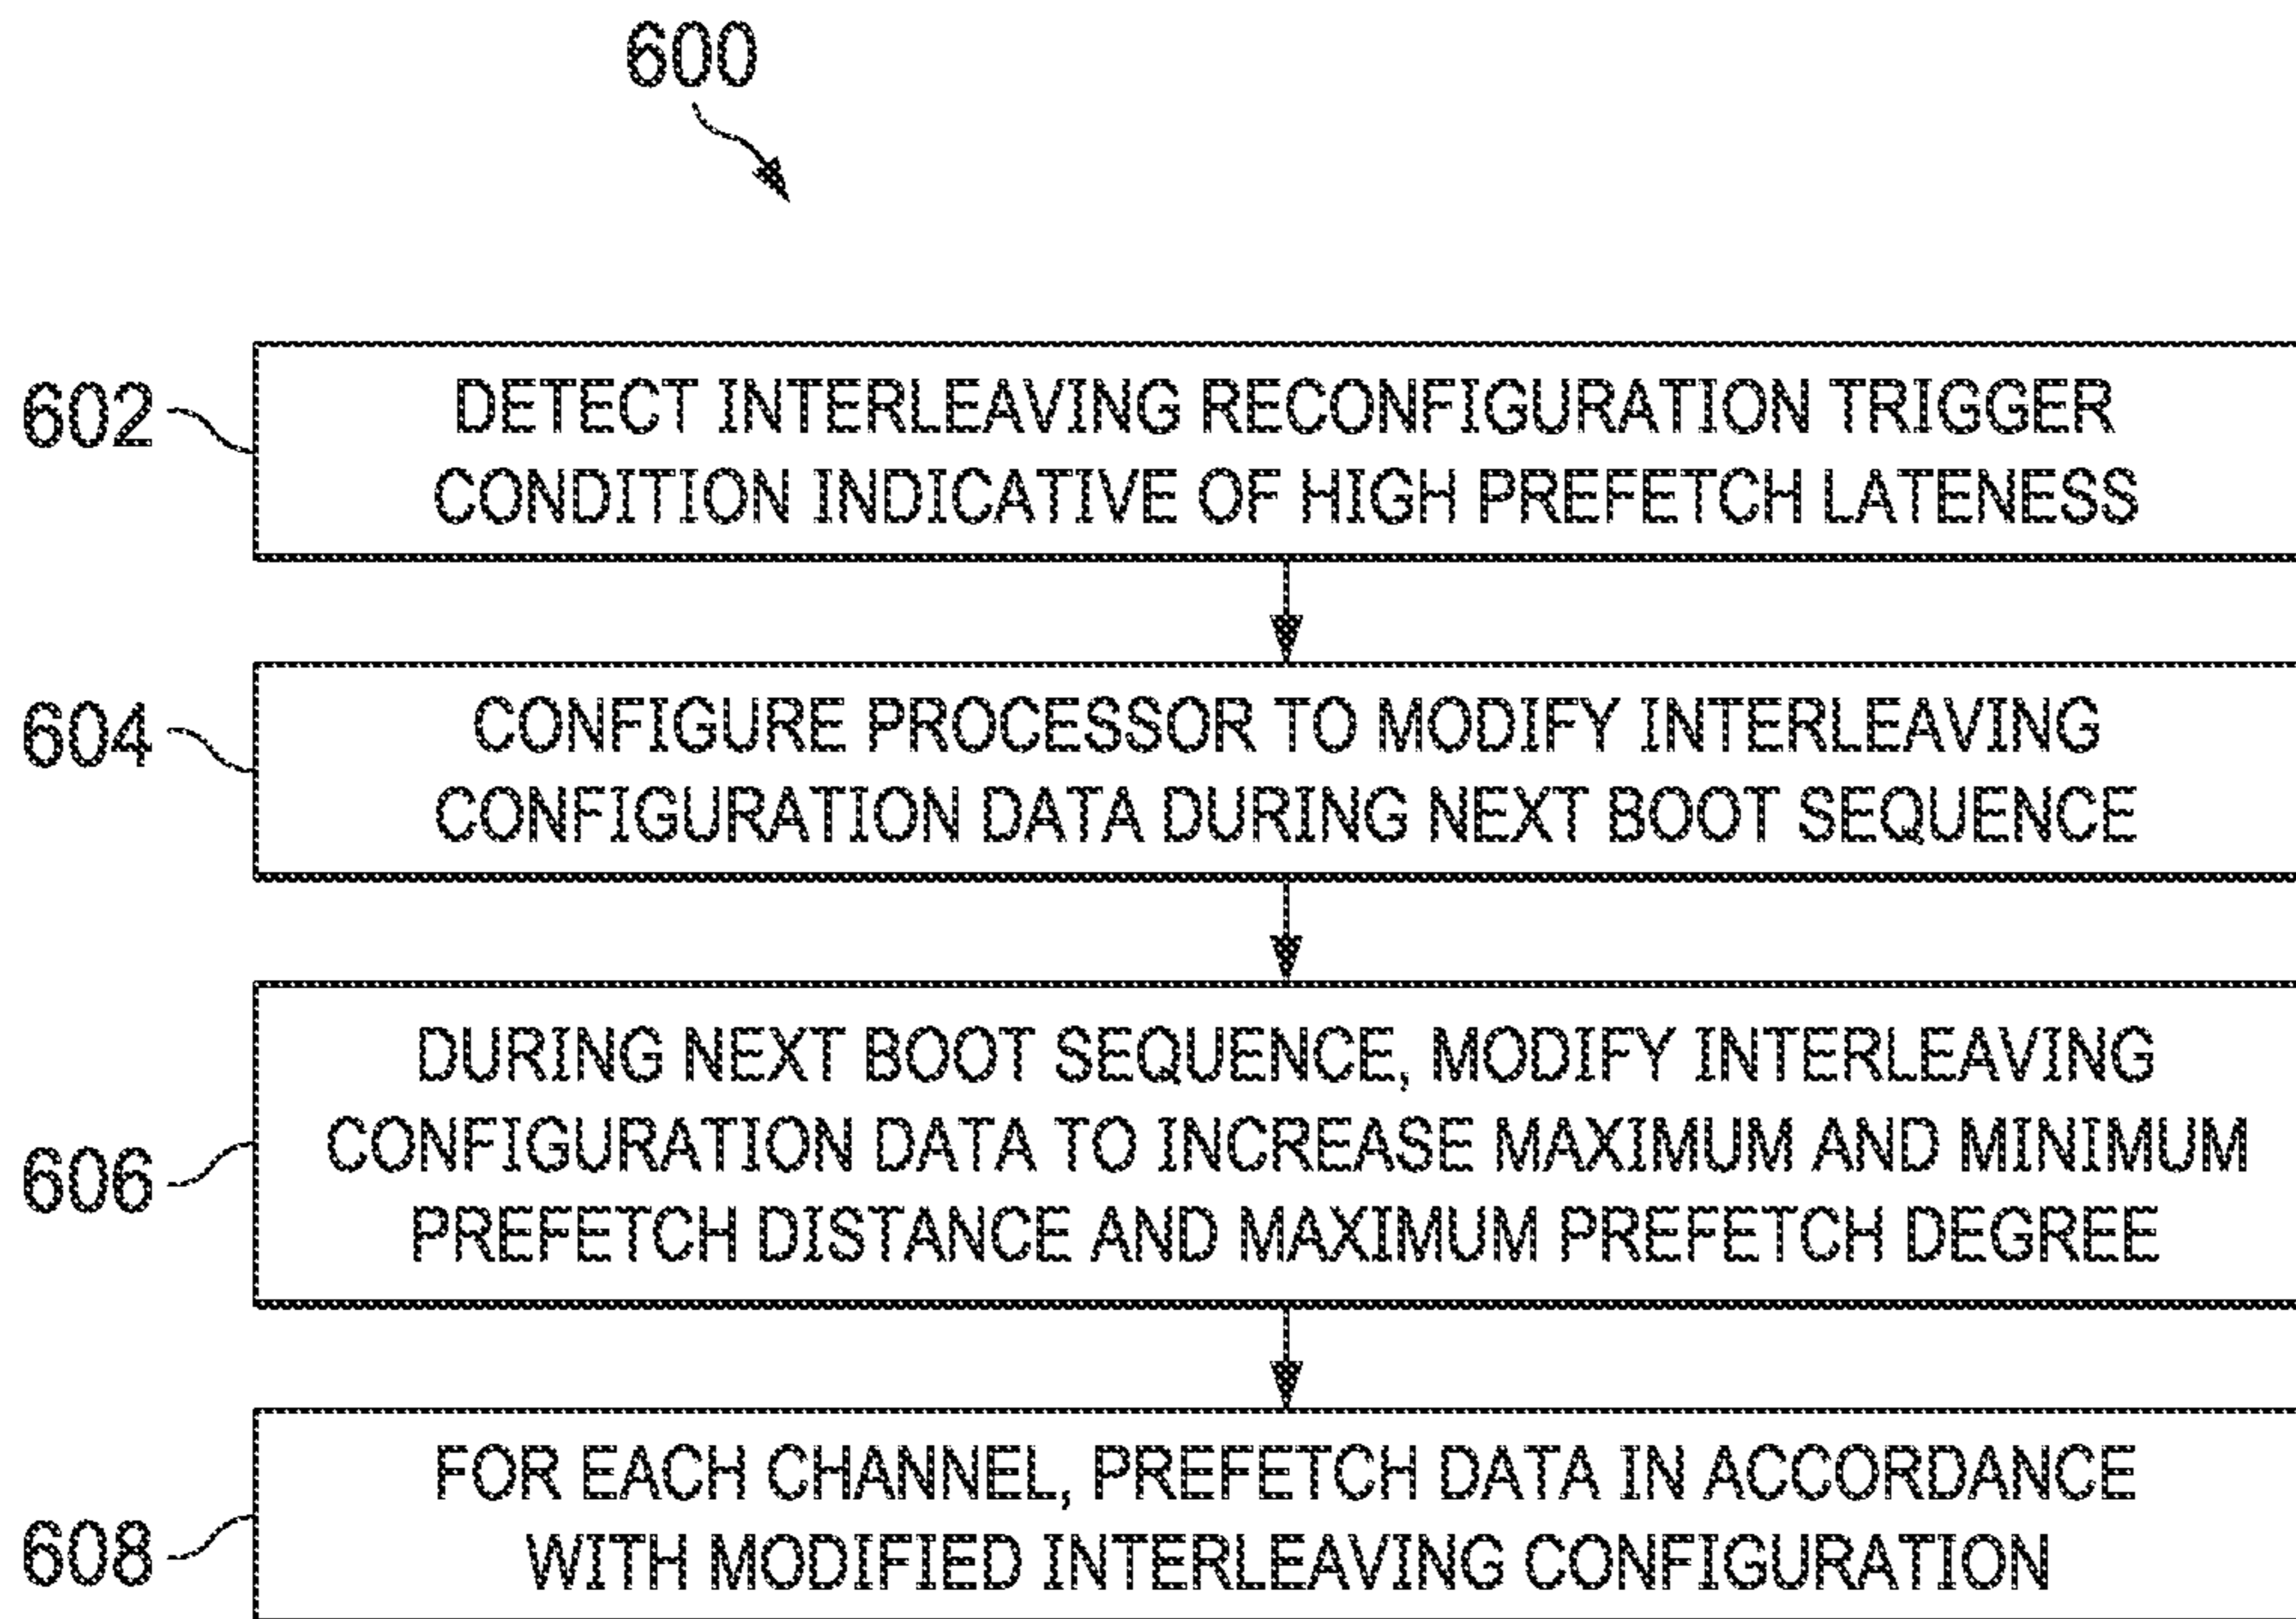 600
602
DETECT INTERLEAVING RECONFIGURATION TRIGGER
CONDITION INDICATIVE OF HIGH PREFETCH LATENESS
604
CONFIGURE PROCESSOR TO MODIFY INTERLEAVING
CONFIGURATION DATA DURING NEXT BOOT SEQUENCE
606
DURING NEXT BOOT SEQUENCE, MODIFY INTERLEAVING
CONFIGURATION DATA TO INCREASE MAXIMUM AND MINIMUM
PREFETCH DISTANCE AND MAXIMUM PREFETCH DEGREE
608
FOR EACH CHANNEL, PREFETCH DATA IN ACCORDANCE
WITH MODIFIED INTERLEAVING CONFIGURATION